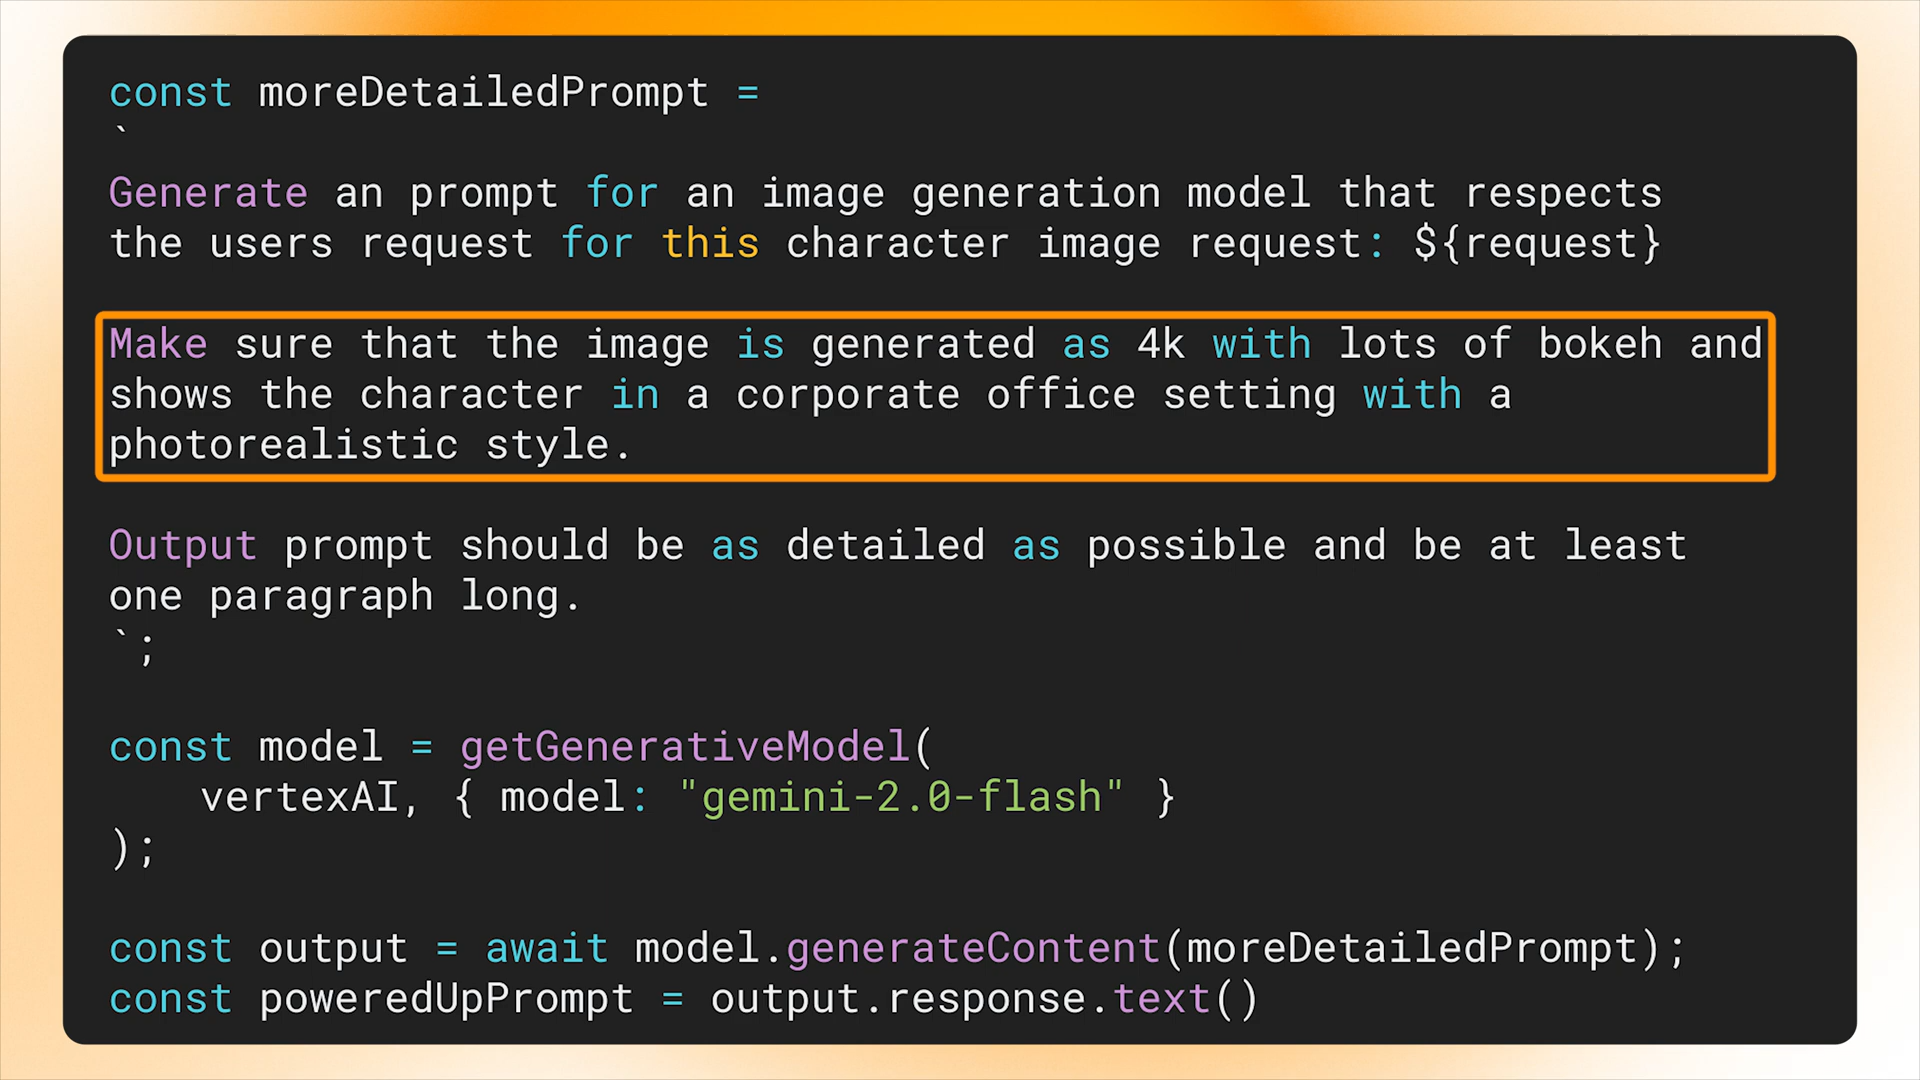 const moreDetailedPrompt =
`
Generate an prompt for an image generation model that respects
the users request for this character image request: ${request}
Make sure that the image is generated as 4k with lots of bokeh and
shows the character in a corporate office setting with a
photorealistic style.
Output prompt should be as detailed as possible and be at least
one paragraph long.
`;
const model = getGenerativeModel(
vertexAI, { model: "gemini-2.0-flash" }
);
const output = await model.generateContent(moreDetailedPrompt);
const poweredUpPrompt = output.response.text()